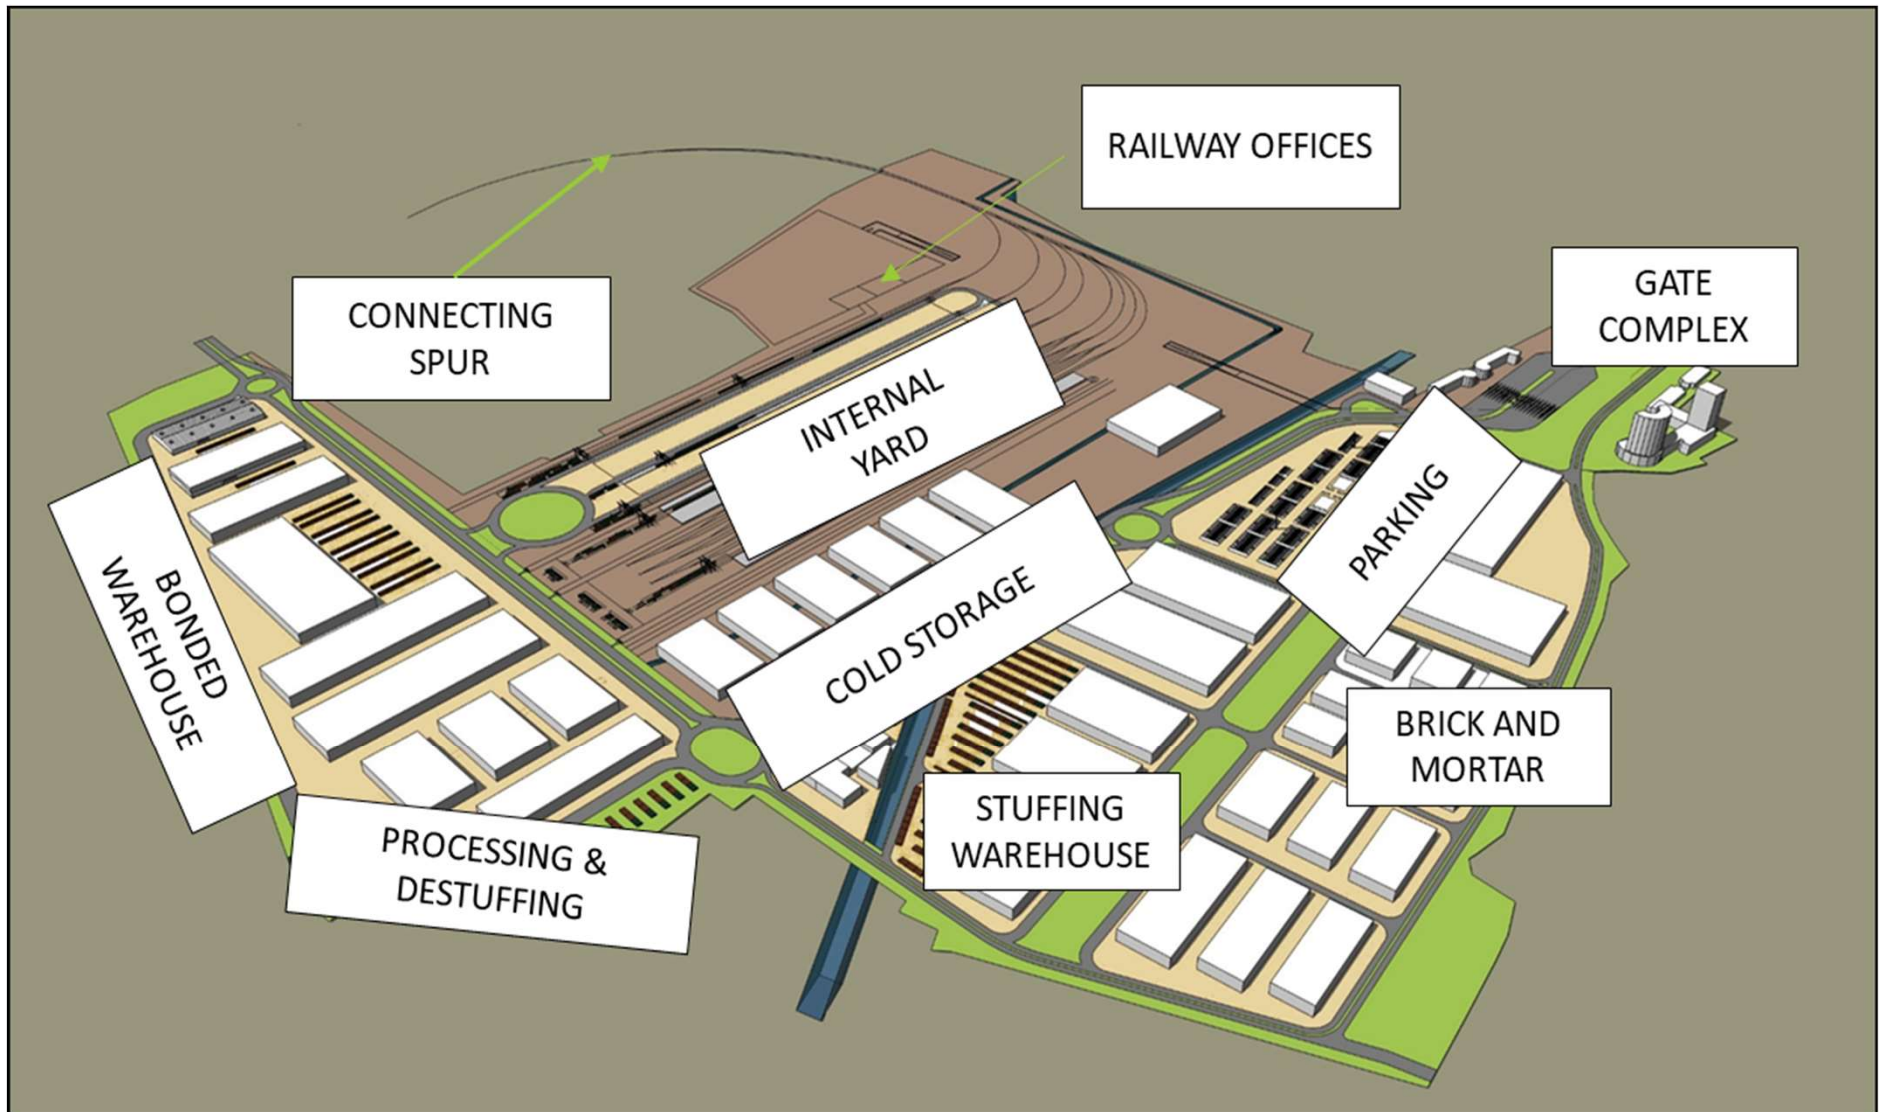 RAILWAY OFFICES
GATE
COMPLEX
CONNECTING
SPUR
INTERNAL
YARD
PARKING
COLD STORAGE
BONDED
WAREHOUSE
BRICK AND
MORTAR
STUFFING
WAREHOUSE
PROCESSING &
DESTUFFING